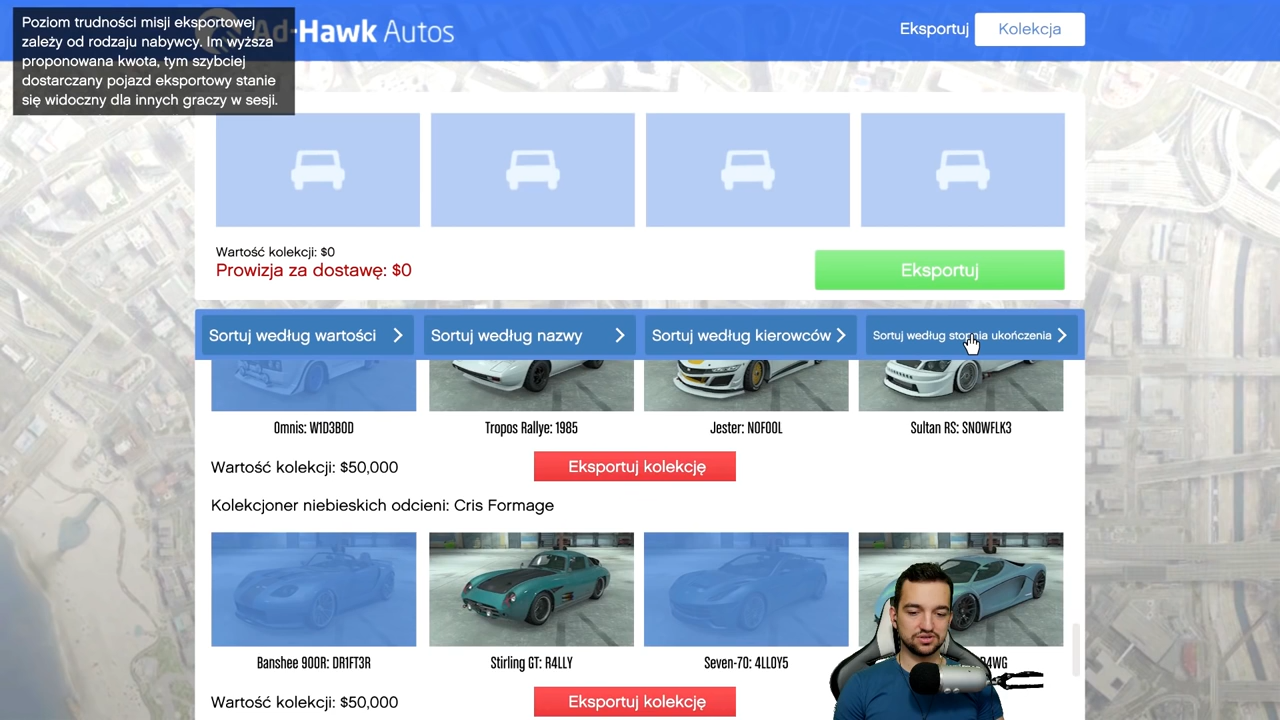 Poziom trudności misji eksportowej
zależy od rodzaju nabywcy. Im wyższa
proponowana kwota, tym szybciej
dostarczany pojazd eksportowy stanie
się widoczny dla innych graczy w sesji.
Ad-Hawk Autos
Eksportuj
Kolekcja
Wartość kolekcji: $0
Prowizja za dostawę: $0
Eksportuj
Sortuj według wartości
Sortuj według nazwy
Sortuj według kierowców
Sortuj według stopnia ukończenia
Omnis: W1D3B0D
Tropos Rallye: 1985
Jester: N0F00L
Sultan RS: SN0WFLK3
Wartość kolekcji: $50,000
Eksportuj kolekcję
Kolekcjoner niebieskich odcieni: Cris Formage
Banshee 900R: DR1FT3R
Stirling GT: R4LLY
Seven-70: 4LL0Y5
Wartość kolekcji: $50,000
Eksportuj kolekcję